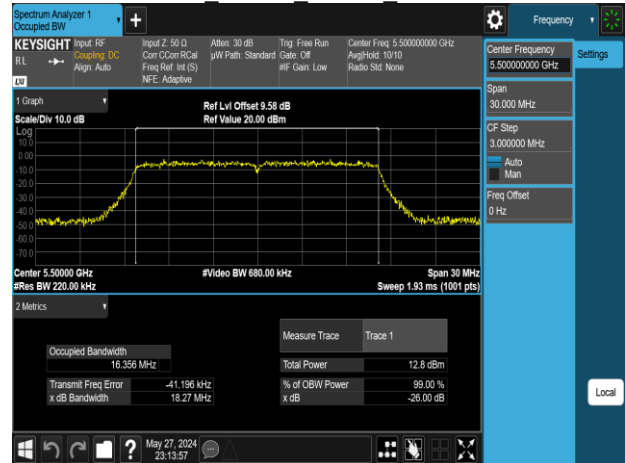 Spectrum Analyzer 1
Occupied BW
Frequency
KEYSIGHT
RL
LXI
Input: RF
Coupling: DC
Align: Auto
Input Z: 50 Ω
Corr CCorr RCal
Freq Ref: Int (S)
NFE: Adaptive
Atten: 30 dB
µW Path: Standard
Trig: Free Run
Gate: Off
#IF Gain: Low
Center Freq: 5.500000000 GHz
Avg|Hold: 10/10
Radio Std: None
Center Frequency
5.500000000 GHz
Settings
Span
30.000 MHz
CF Step
3.000000 MHz
Auto
Man
Freq Offset
0 Hz
Local
1 Graph
Scale/Div 10.0 dB
Ref Lvl Offset 9.58 dB
Ref Value 20.00 dBm
Log
10.0
0.00
-10.0
-20.0
-30.0
-40.0
-50.0
-60.0
-70.0
Center 5.50000 GHz
#Video BW 680.00 kHz
Span 30 MHz
#Res BW 220.00 kHz
Sweep 1.93 ms (1001 pts)
2 Metrics
Measure Trace
Trace 1
Occupied Bandwidth
16.356 MHz
Total Power
12.8 dBm
Transmit Freq Error
-41.196 kHz
% of OBW Power
99.00 %
x dB Bandwidth
18.27 MHz
x dB
-26.00 dB
?
May 27, 2024
23:13:57